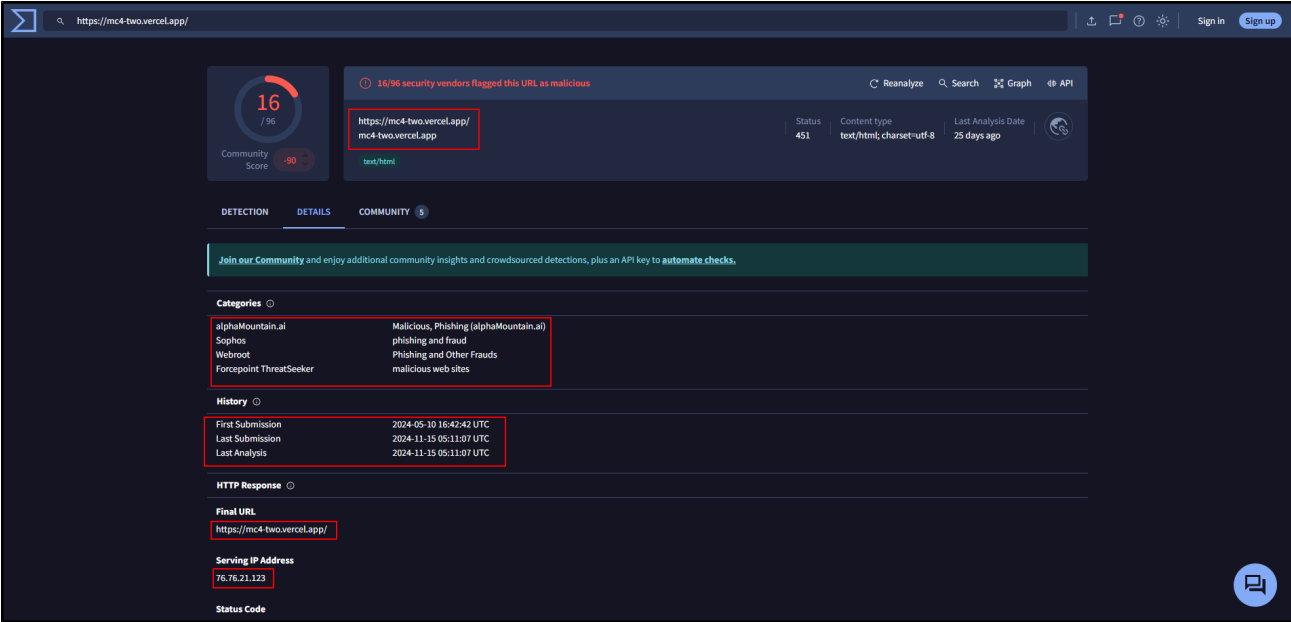 https://mc4-two.vercel.app/
Sign in
Sign up
16
/ 96
Community
Score
-90
16/96 security vendors flagged this URL as malicious
Reanalyze
Search
Graph
API
https://mc4-two.vercel.app/
mc4-two.vercel.app
text/html
Status
451
Content type
text/html; charset=utf-8
Last Analysis Date
25 days ago
DETECTION
DETAILS
COMMUNITY 5
Join our Community and enjoy additional community insights and crowdsourced detections, plus an API key to automate checks.
Categories
alphaMountain.ai Malicious, Phishing (alphaMountain.ai)
Sophos phishing and fraud
Webroot Phishing and Other Frauds
Forcepoint ThreatSeeker malicious web sites
History
First Submission 2024-05-10 16:42:42 UTC
Last Submission 2024-11-15 05:11:07 UTC
Last Analysis 2024-11-15 05:11:07 UTC
HTTP Response
Final URL
https://mc4-two.vercel.app/
Serving IP Address
76.76.21.123
Status Code